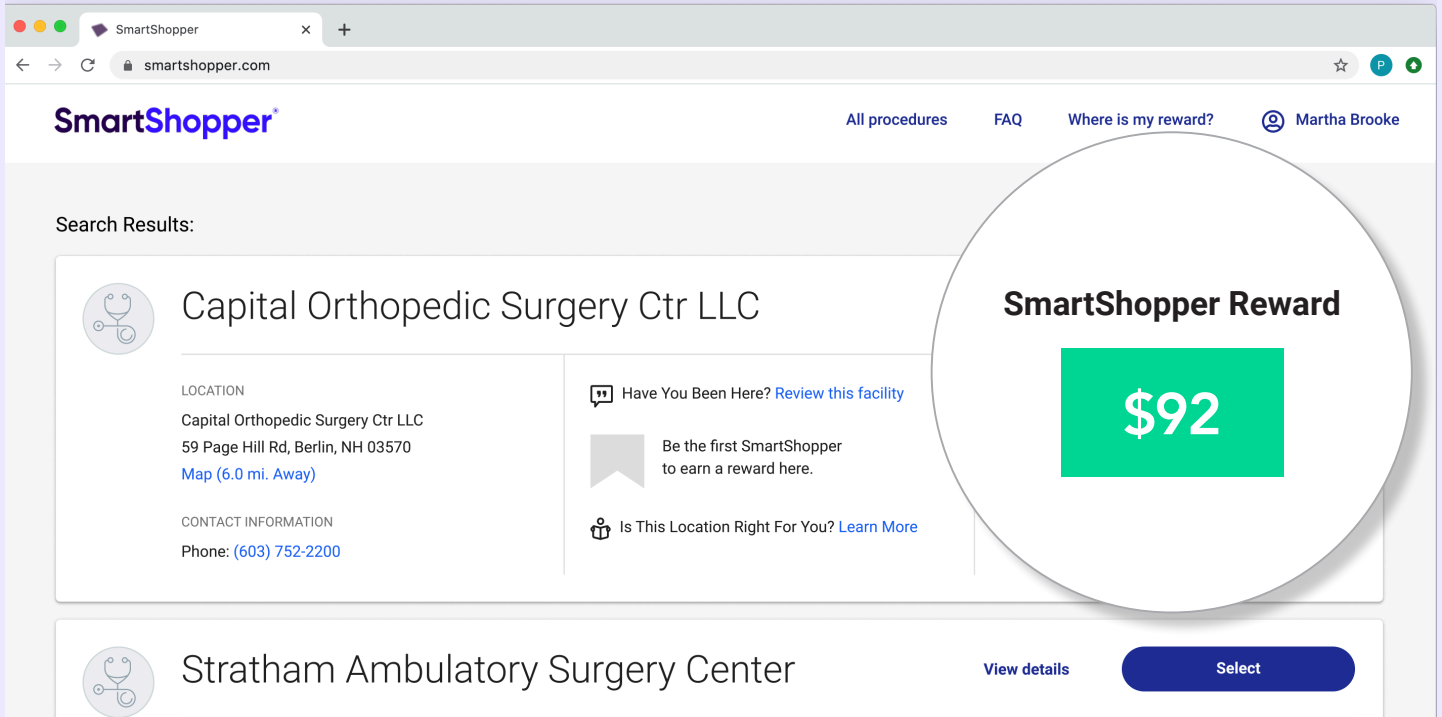 SmartShopper
smartshopper.com
P
SmartShopper®
All procedures FAQ Where is my reward? Martha Brooke
Search Results:
Capital Orthopedic Surgery Ctr LLC
LOCATION
Capital Orthopedic Surgery Ctr LLC
59 Page Hill Rd, Berlin, NH 03570
Map (6.0 mi. Away)
CONTACT INFORMATION
Phone: (603) 752-2200
Have You Been Here? Review this facility
Be the first SmartShopper
to earn a reward here.
Is This Location Right For You? Learn More
SmartShopper Reward
$92
Stratham Ambulatory Surgery Center
View details
Select